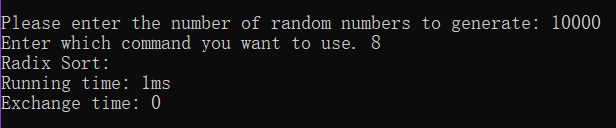 Please enter the number of random numbers to generate: 10000
Enter which command you want to use. 8
Radix Sort:
Running time: 1ms
Exchange time: 0